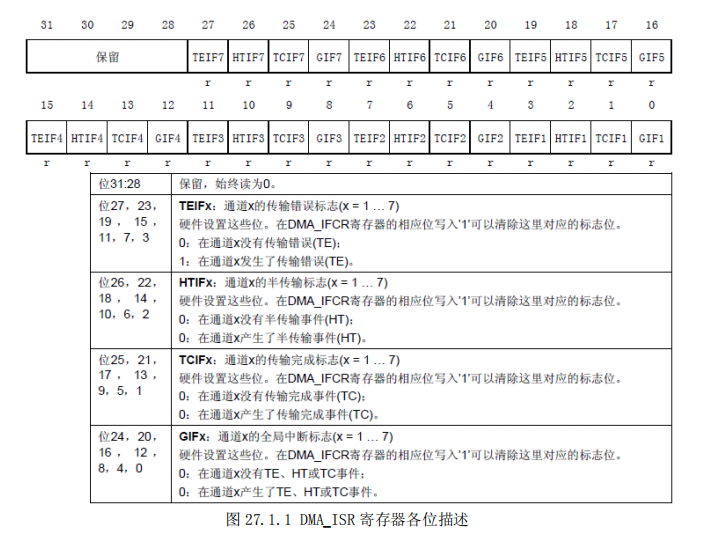 31 30 29 28 27 26 25 24 23 22 21 20 19 18 17 16
保留 TEIF7 HTIF7 TCIF7 GIF7 TEIF6 HTIF6 TCIF6 GIF6 TEIF5 HTIF5 TCIF5 GIF5
r r r r r r r r r r r r
15 14 13 12 11 10 9 8 7 6 5 4 3 2 1 0
TEIF4 HTIF4 TCIF4 GIF4 TEIF3 HTIF3 TCIF3 GIF3 TEIF2 HTIF2 TCIF2 GIF2 TEIF1 HTIF1 TCIF1 GIF1
r r r r r r r r r r r r r r r r
位31:28 保留，始终读为0。
位27，23，
19 ， 15 ，
11，7，3
TEIFx：通道x的传输错误标志(x = 1 … 7)
硬件设置这些位。在DMA_IFCR寄存器的相应位写入'1'可以清除这里对应的标志位。
0：在通道x没有传输错误(TE)；
1：在通道x发生了传输错误(TE)。
位26，22，
18 ， 14 ，
10，6，2
HTIFx：通道x的半传输标志(x = 1 … 7)
硬件设置这些位。在DMA_IFCR寄存器的相应位写入'1'可以清除这里对应的标志位。
0：在通道x没有半传输事件(HT)；
0：在通道x产生了半传输事件(HT)。
位25，21，
17 ， 13 ，
9，5，1
TCIFx：通道x的传输完成标志(x = 1 … 7)
硬件设置这些位。在DMA_IFCR寄存器的相应位写入'1'可以清除这里对应的标志位。
0：在通道x没有传输完成事件(TC)；
0：在通道x产生了传输完成事件(TC)。
位24，20，
16 ， 12 ，
8，4，0
GIFx：通道x的全局中断标志(x = 1 … 7)
硬件设置这些位。在DMA_IFCR寄存器的相应位写入'1'可以清除这里对应的标志位。
0：在通道x没有TE、HT或TC事件；
0：在通道x产生了TE、HT或TC事件。
图 27.1.1 DMA_ISR 寄存器各位描述